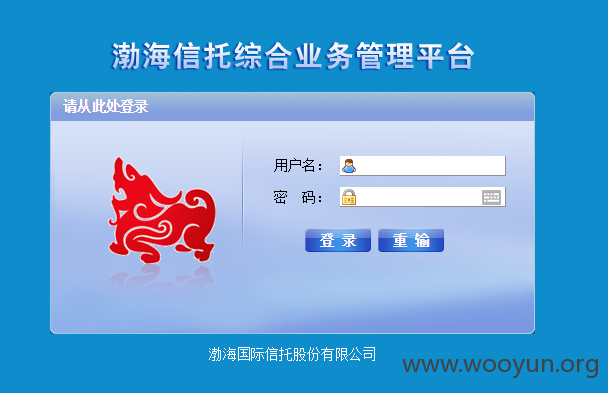 渤海信托综合业务管理平台
请从此处登录
用户名：
密 码：
登 录 重 输
渤海国际信托股份有限公司
www.wooyun.org